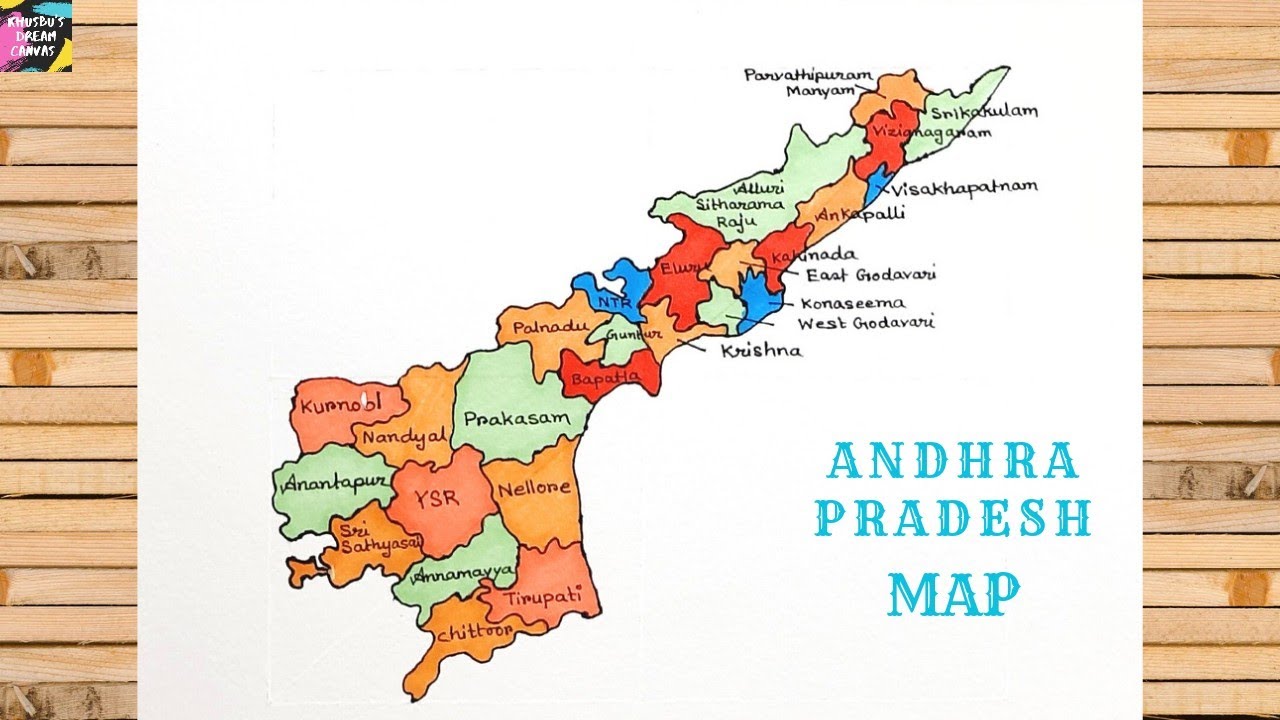 KHUSBU'S
DREAM
CANVAS
Parvathipuram
Manyam
Srikakulam
Vizianagaram
Visakhapatnam
Alluri
Sitharama
Raju
Ankapalli
Kakinada
Eluru
East Godavari
NTR
Konaseema
West Godavari
Palnadu
Guntur
Krishna
Bapatla
Kurnool
Prakasam
Nandyal
Anantapur
YSR
Nellore
Sri
Sathyasai
Annamayya
Tirupati
Chittoor
ANDHRA
PRADESH
MAP